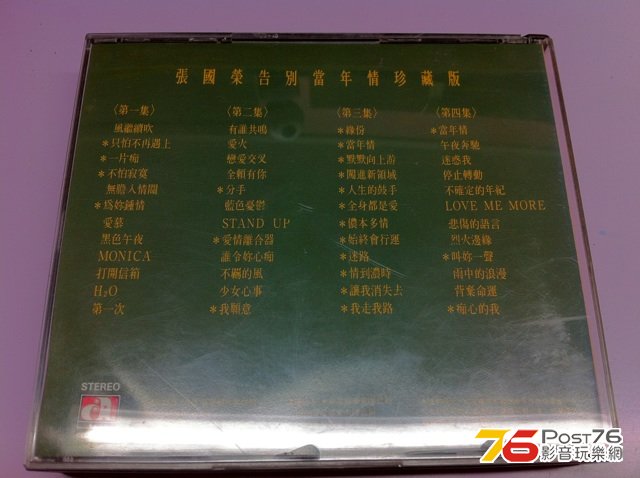 張國榮告別當年情珍藏版
〈第一集〉
風繼續吹
*只怕不再遇上
*一片痴
*不怕寂寞
無膽入情關
*為妳鍾情
愛慕
黑色午夜
MONICA
打開信箱
H₂O
第一次
〈第二集〉
有誰共鳴
愛火
戀愛交叉
全賴有你
*分手
藍色憂鬱
STAND UP
*愛情離合器
誰令妳心痴
不羈的風
少女心事
*我願意
〈第三集〉
*緣份
*當年情
*默默向上游
*闖進新領域
*人生的鼓手
*全身都是愛
*儂本多情
*始終會行運
*迷路
*情到濃時
*讓我消失去
*我走我路
〈第四集〉
*當年情
午夜奔馳
迷惑我
停止轉動
不確定的年紀
LOVE ME MORE
悲傷的語言
烈火邊緣
*叫妳一聲
雨中的浪漫
背棄命運
*痴心的我
STEREO
76 Post76
影音玩樂網